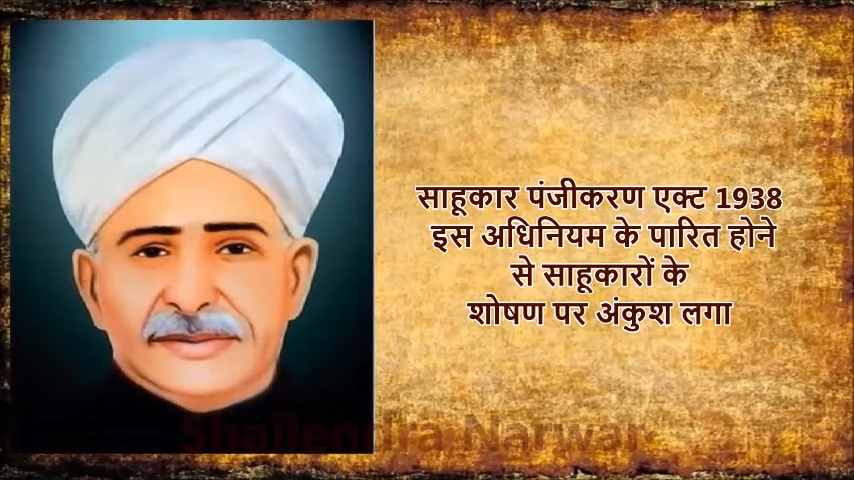 साहूकार पंजीकरण एक्ट 1938
इस अधिनियम के पारित होने
से साहूकारों के
शोषण पर अंकुश लगा
Shailendra Narwar